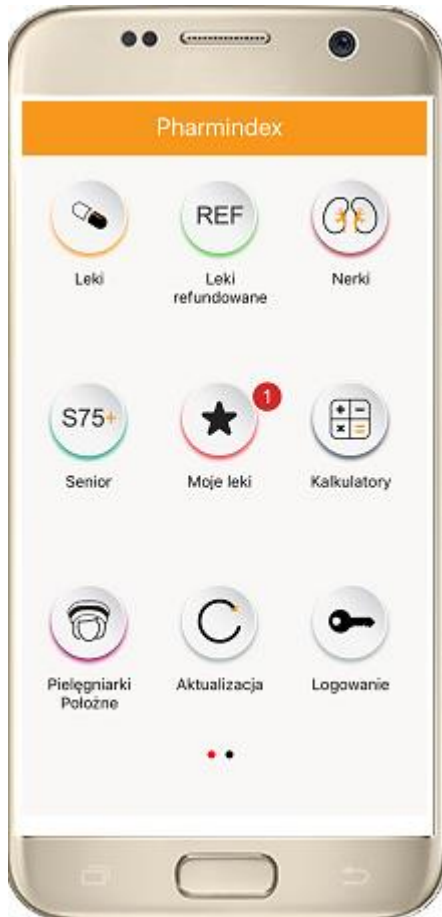 Pharmindex
REF
Leki
Leki
refundowane
Nerki
S75+
1
Senior
Moje leki
Kalkulatory
Pielęgniarki
Położne
Aktualizacja
Logowanie